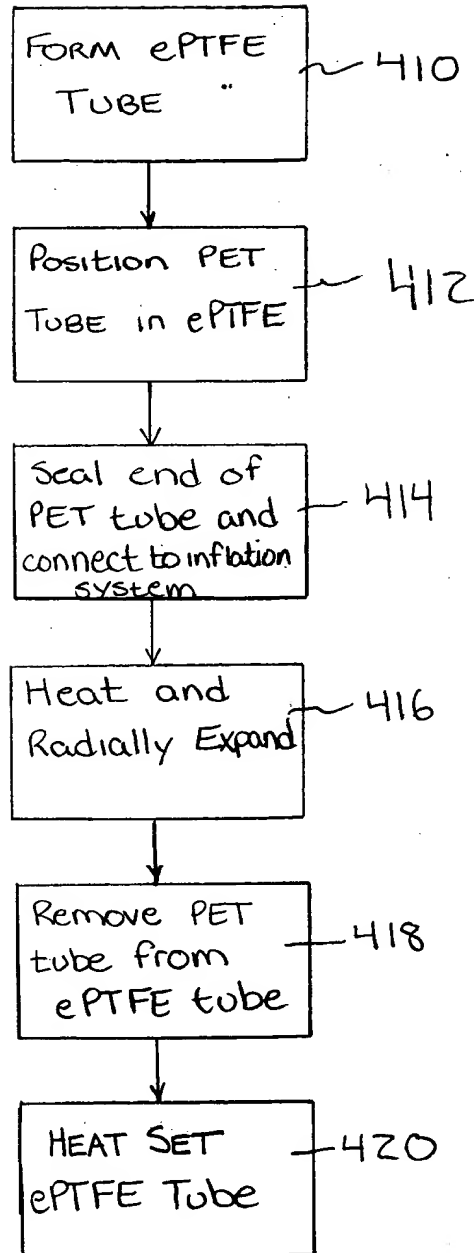 FORM ePTFE
TUBE
410
Position PET
TUBE in ePTFE
412
Seal end of
PET tube and
connect to inflation
system
414
Heat and
Radially Expand
416
Remove PET
tube from
ePTFE tube
418
HEAT SET
ePTFE Tube
420